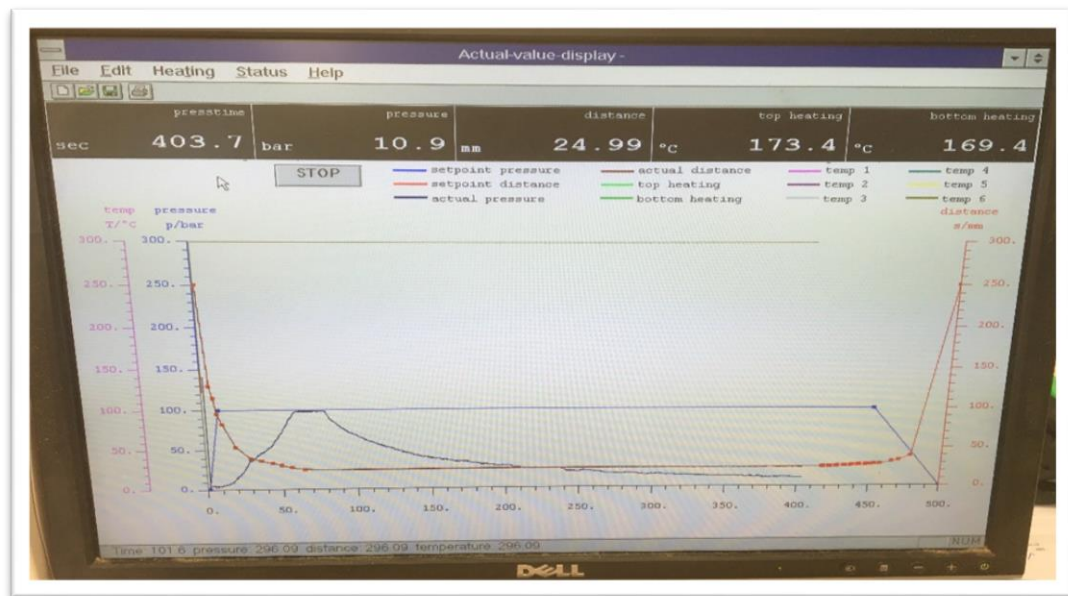 Actual-value-display -
File Edit Heating Status Help
presstime pressure distance top heating bottom heating
sec 403.7 bar 10.9 mm 24.99 °C 173.4 °C 169.4
STOP
setpoint pressure actual distance temp 1 temp 4
setpoint distance top heating temp 2 temp 5
actual pressure bottom heating temp 3 temp 6
temp pressure distance
T/°C p/bar s/mm
300. 300. 300.
250. 250. 250.
200. 200. 200.
150. 150. 150.
100. 100. 100.
50. 50. 50.
0. 0. 0.
0. 50. 100. 150. 200. 250. 300. 350. 400. 450. 500.
Time: 101.6 pressure: 296.09 distance: 296.09 temperature: 296.09 NUM
DELL